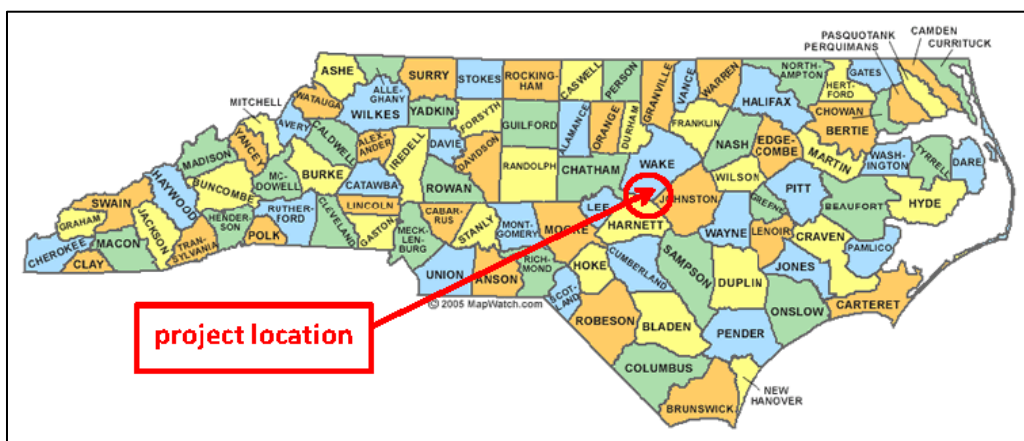 CAMDEN
PASQUOTANK
CURRITUCK
PERQUIMANS
ASHE
ALLE-
GHANY
SURRY
STOKES
ROCKING-
HAM
CASWELL
PERSON
GRANVILLE
VANCE
WARREN
NORTH-
AMPTON
GATES
HERT-
FORD
HALIFAX
CHOWAN
BERTIE
MITCHELL
WATAUGA
WILKES
YADKIN
FORSYTH
GUILFORD
ALAMANCE
ORANGE
DURHAM
FRANKLIN
NASH
EDGE-
COMBE
MARTIN
WASH-
INGTON
TYRRELL
DARE
AVERY
YANCEY
CALDWELL
ALEX-
ANDER
IREDELL
DAVIE
DAVIDSON
RANDOLPH
CHATHAM
WAKE
WILSON
PITT
BEAUFORT
HYDE
MADISON
HAYWOOD
BUNCOMBE
MC-
DOWELL
BURKE
CATAWBA
ROWAN
LEE
JOHNSTON
GREENE
SWAIN
GRAHAM
JACKSON
HENDER-
SON
RUTHER-
FORD
CLEVELAND
LINCOLN
GASTON
CABAR-
RUS
STANLY
MONT-
GOMERY
MOORE
HARNETT
WAYNE
LENOIR
CRAVEN
PAMLICO
CHEROKEE
CLAY
MACON
TRAN-
SYLVANIA
POLK
MECK-
LEN-
BURG
UNION
ANSON
RICH-
MOND
HOKE
CUMBERLAND
SAMPSON
DUPLIN
JONES
CARTERET
© 2005 MapWatch.com
SCOT-
LAND
ROBESON
BLADEN
PENDER
ONSLOW
project location
COLUMBUS
NEW
HANOVER
BRUNSWICK